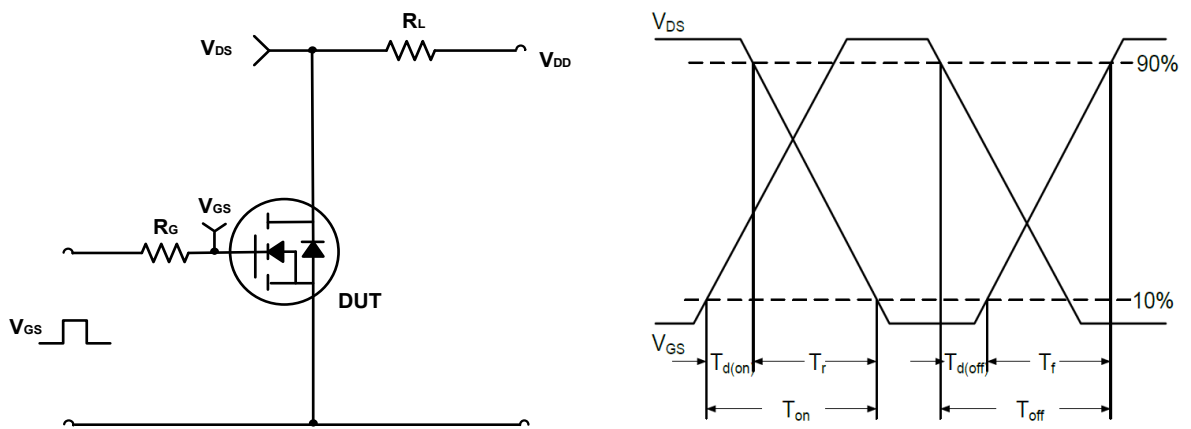 RL
VDS
VDD
VGS
RG
DUT
VGS
VDS
90%
10%
VGS
Td(on)
Tr
Td(off)
Tf
Ton
Toff